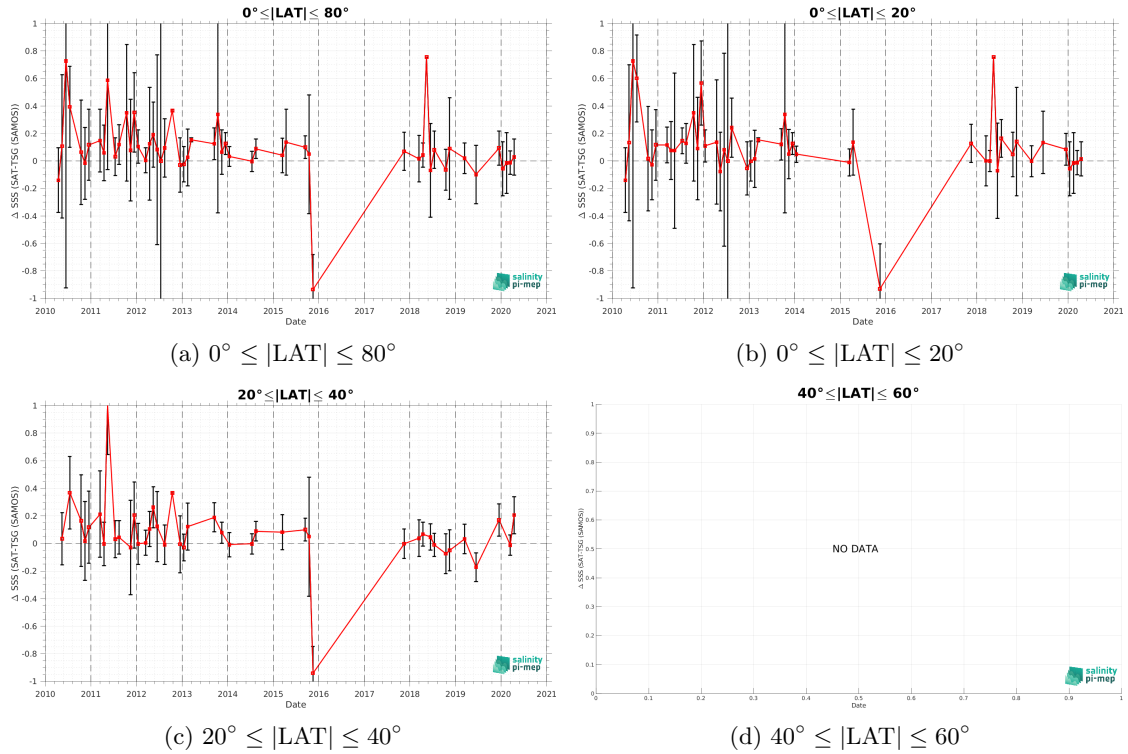 0°≤|LAT|≤ 80°
Δ SSS (SAT-TSG (SAMOS))
1
0.8
0.6
0.4
0.2
0
-0.2
-0.4
-0.6
-0.8
-1
2010 2011 2012 2013 2014 2015 2016 2017 2018 2019 2020 2021
Date
salinity
pi-mep
(a) 0° ≤ |LAT| ≤ 80°
0°≤|LAT|≤ 20°
Δ SSS (SAT-TSG (SAMOS))
1
0.8
0.6
0.4
0.2
0
-0.2
-0.4
-0.6
-0.8
-1
2010 2011 2012 2013 2014 2015 2016 2017 2018 2019 2020 2021
Date
salinity
pi-mep
(b) 0° ≤ |LAT| ≤ 20°
20°≤|LAT|≤ 40°
Δ SSS (SAT-TSG (SAMOS))
1
0.8
0.6
0.4
0.2
0
-0.2
-0.4
-0.6
-0.8
-1
2010 2011 2012 2013 2014 2015 2016 2017 2018 2019 2020 2021
Date
salinity
pi-mep
(c) 20° ≤ |LAT| ≤ 40°
40°≤|LAT|≤ 60°
Δ SSS (SAT-TSG (SAMOS))
1
0.9
0.8
0.7
0.6
0.5
0.4
0.3
0.2
0.1
0
NO DATA
0 0.1 0.2 0.3 0.4 0.5 0.6 0.7 0.8 0.9 1
Date
salinity
pi-mep
(d) 40° ≤ |LAT| ≤ 60°